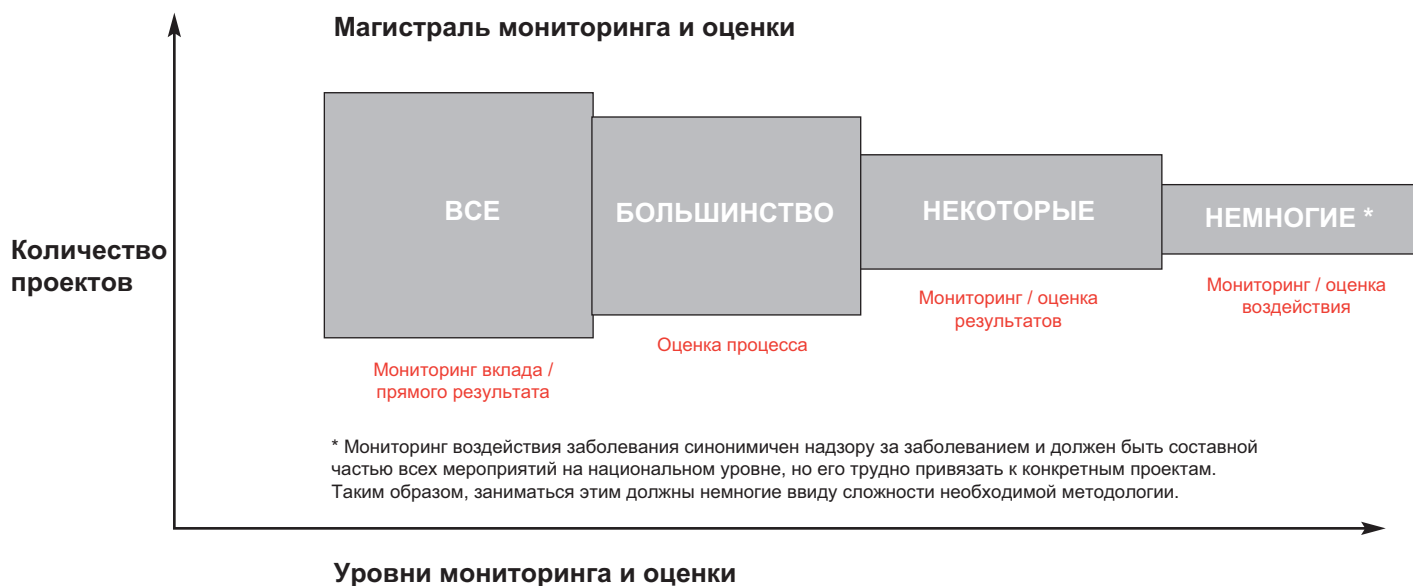 Магистраль мониторинга и оценки
Количество
проектов
ВСЕ
БОЛЬШИНСТВО
НЕКОТОРЫЕ
НЕМНОГИЕ *
Мониторинг вклада /
прямого результата
Оценка процесса
Мониторинг / оценка
результатов
Мониторинг / оценка
воздействия
* Мониторинг воздействия заболевания синонимичен надзору за заболеванием и должен быть составной
частью всех мероприятий на национальном уровне, но его трудно привязать к конкретным проектам.
Таким образом, заниматься этим должны немногие ввиду сложности необходимой методологии.
Уровни мониторинга и оценки